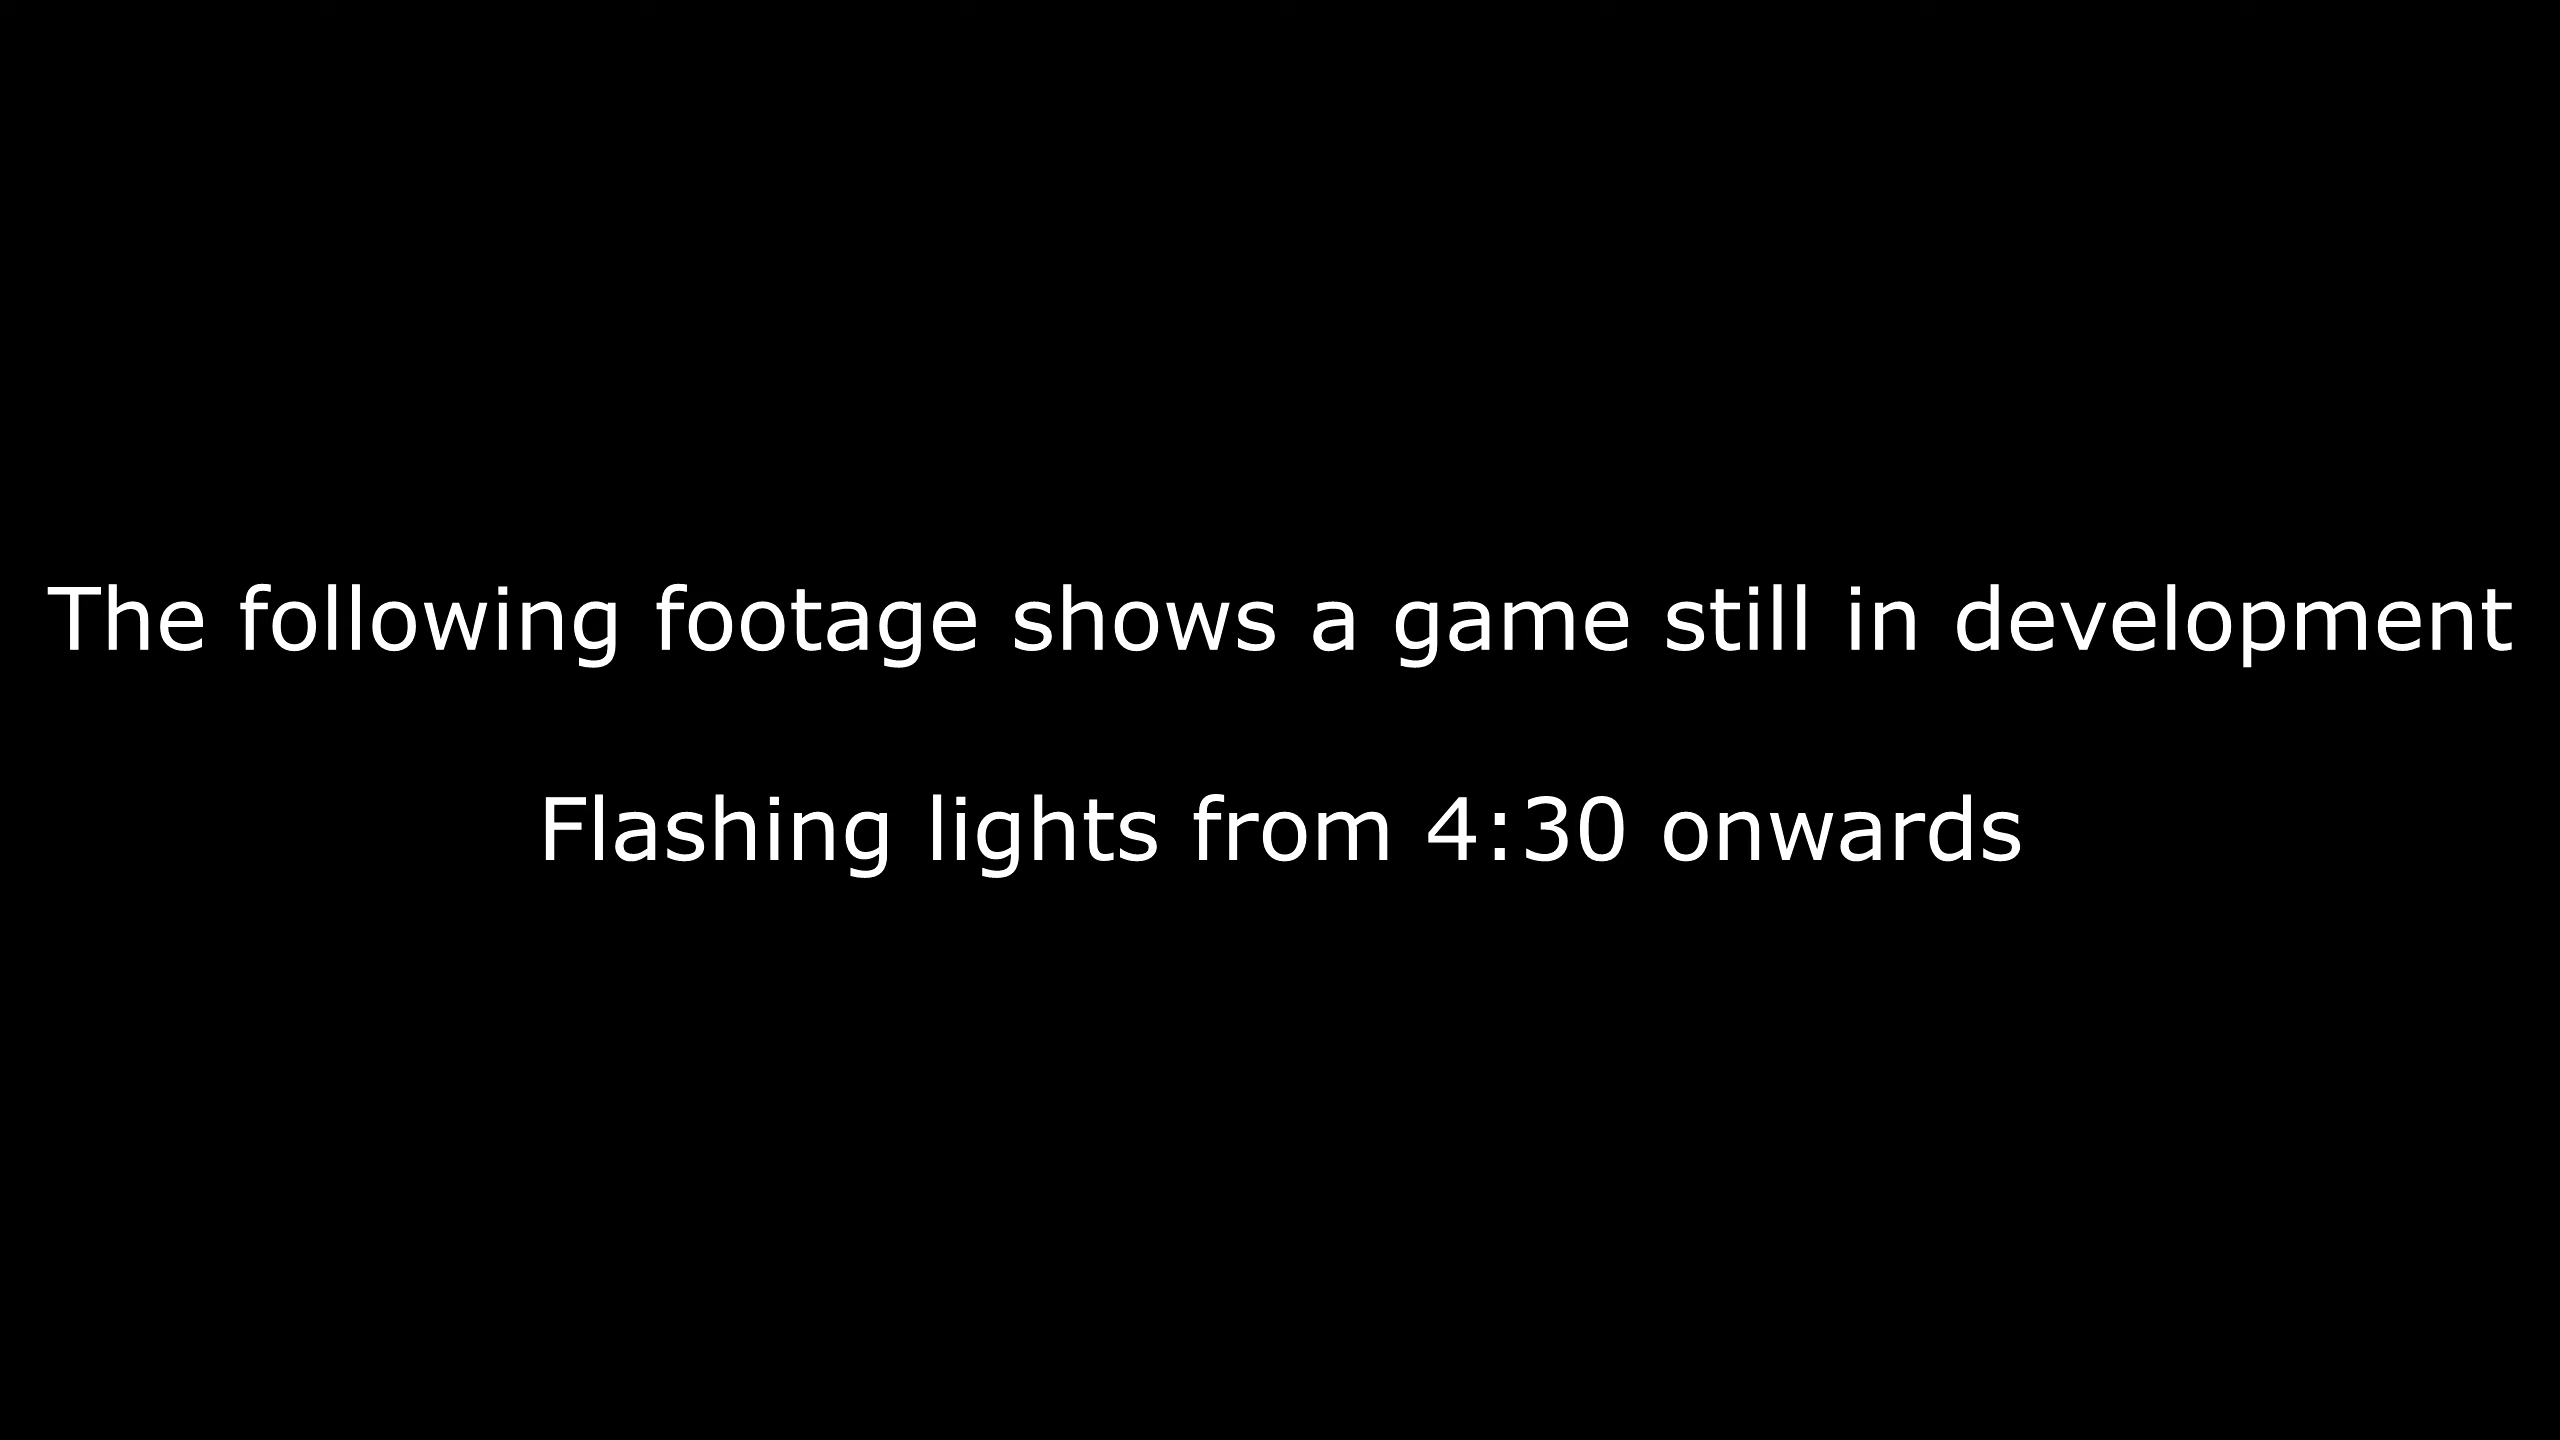 The following footage shows a game still in development
Flashing lights from 4:30 onwards